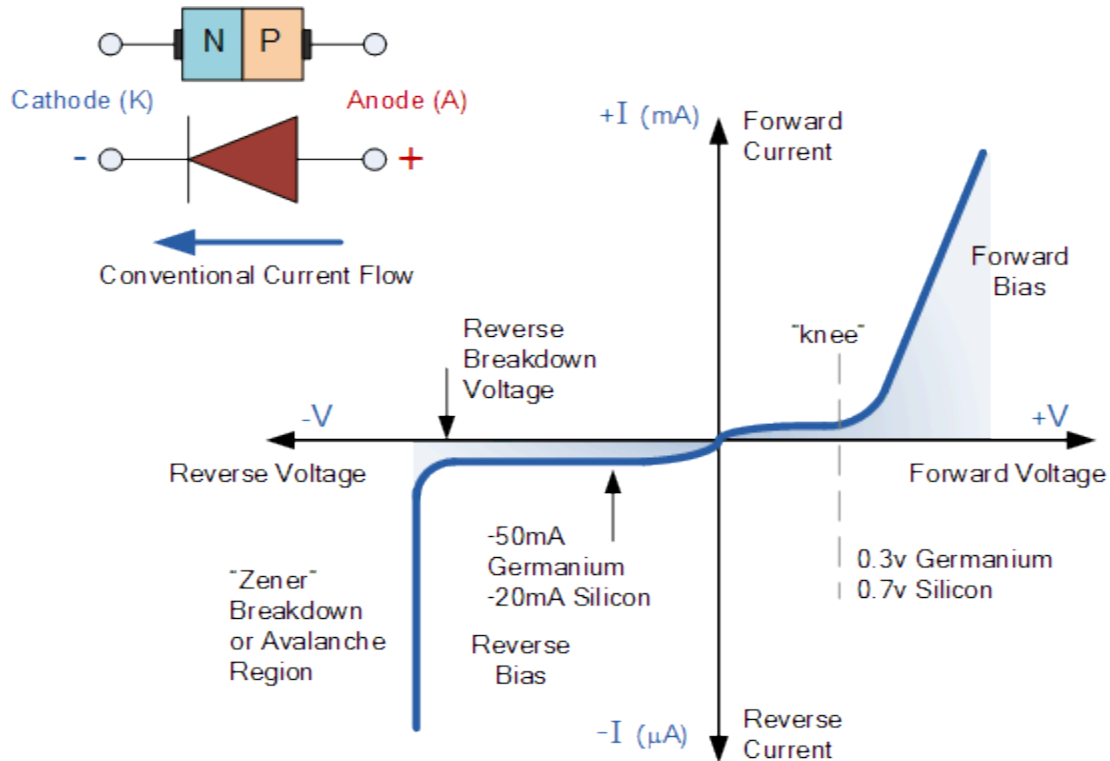 N P
Cathode (K)
Anode (A)
- +
Conventional Current Flow
+I (mA)
Forward
Current
Forward
Bias
"knee"
Reverse
Breakdown
Voltage
-V
+V
Reverse Voltage
Forward Voltage
-50mA
Germanium
-20mA Silicon
0.3v Germanium
0.7v Silicon
"Zener"
Breakdown
or Avalanche
Region
Reverse
Bias
-I (µA)
Reverse
Current